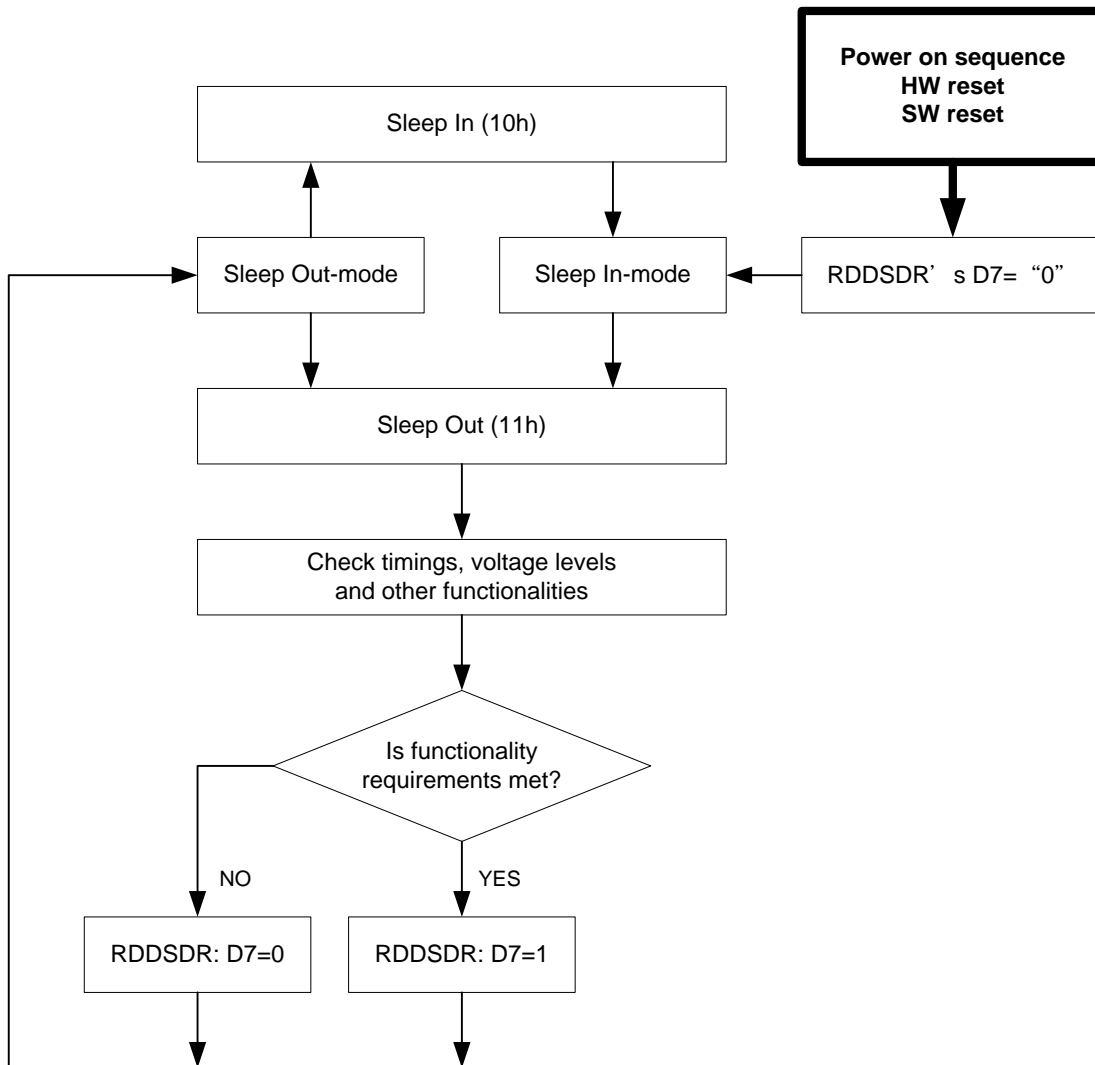 Power on sequence
HW reset
SW reset
Sleep In (10h)
Sleep Out-mode
Sleep In-mode
RDDSDR’ s D7= “0”
Sleep Out (11h)
Check timings, voltage levels
and other functionalities
Is functionality
requirements met?
NO
YES
RDDSDR: D7=0
RDDSDR: D7=1